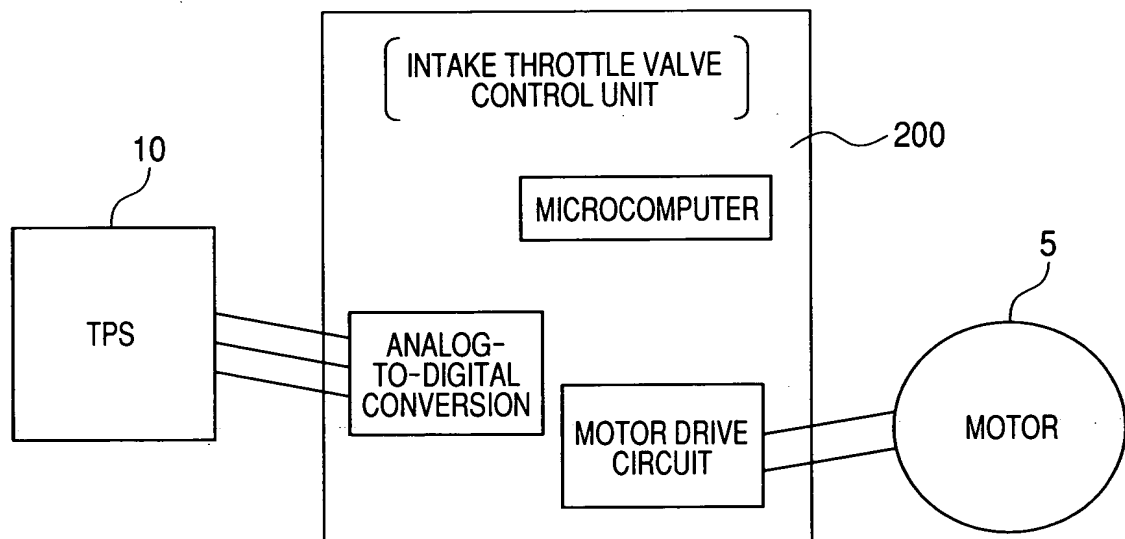 INTAKE THROTTLE VALVE
CONTROL UNIT
200
10
MICROCOMPUTER
5
TPS
ANALOG-
TO-DIGITAL
CONVERSION
MOTOR DRIVE
CIRCUIT
MOTOR